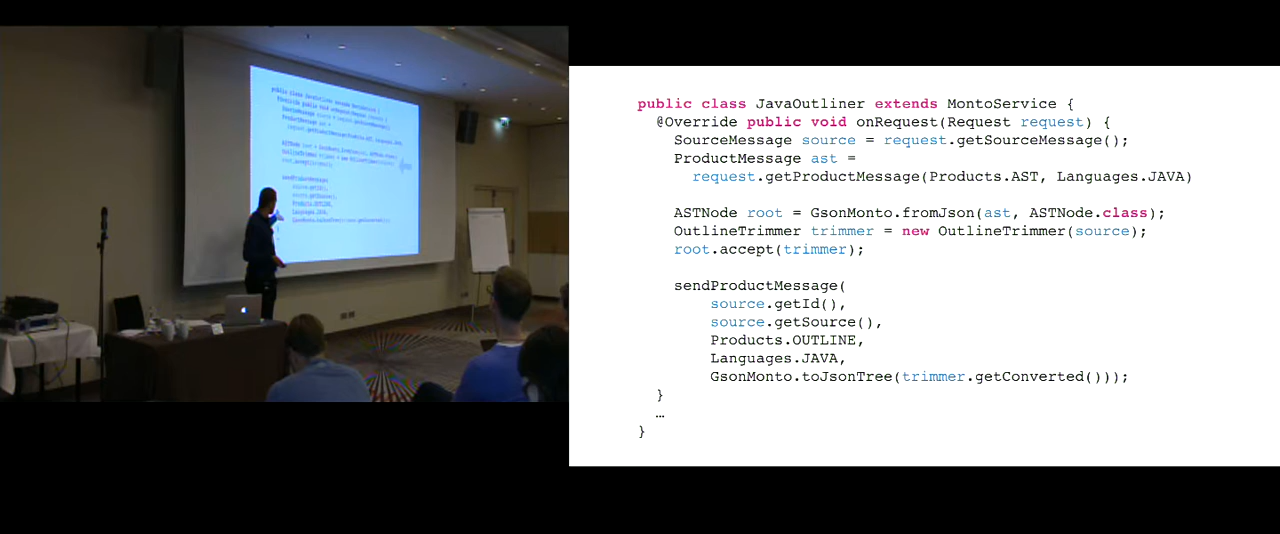 public class JavaOutliner extends MontoService {
@Override public void onRequest(Request request) {
SourceMessage source = request.getSourceMessage();
ProductMessage ast =
request.getProductMessage(Products.AST, Languages.JAVA)
ASTNode root = GsonMonto.fromJson(ast, ASTNode.class);
OutlineTrimmer trimmer = new OutlineTrimmer(source);
root.accept(trimmer);
sendProductMessage(
source.getId(),
source.getSource(),
Products.OUTLINE,
Languages.JAVA,
GsonMonto.toJsonTree(trimmer.getConverted()));
}
…
}